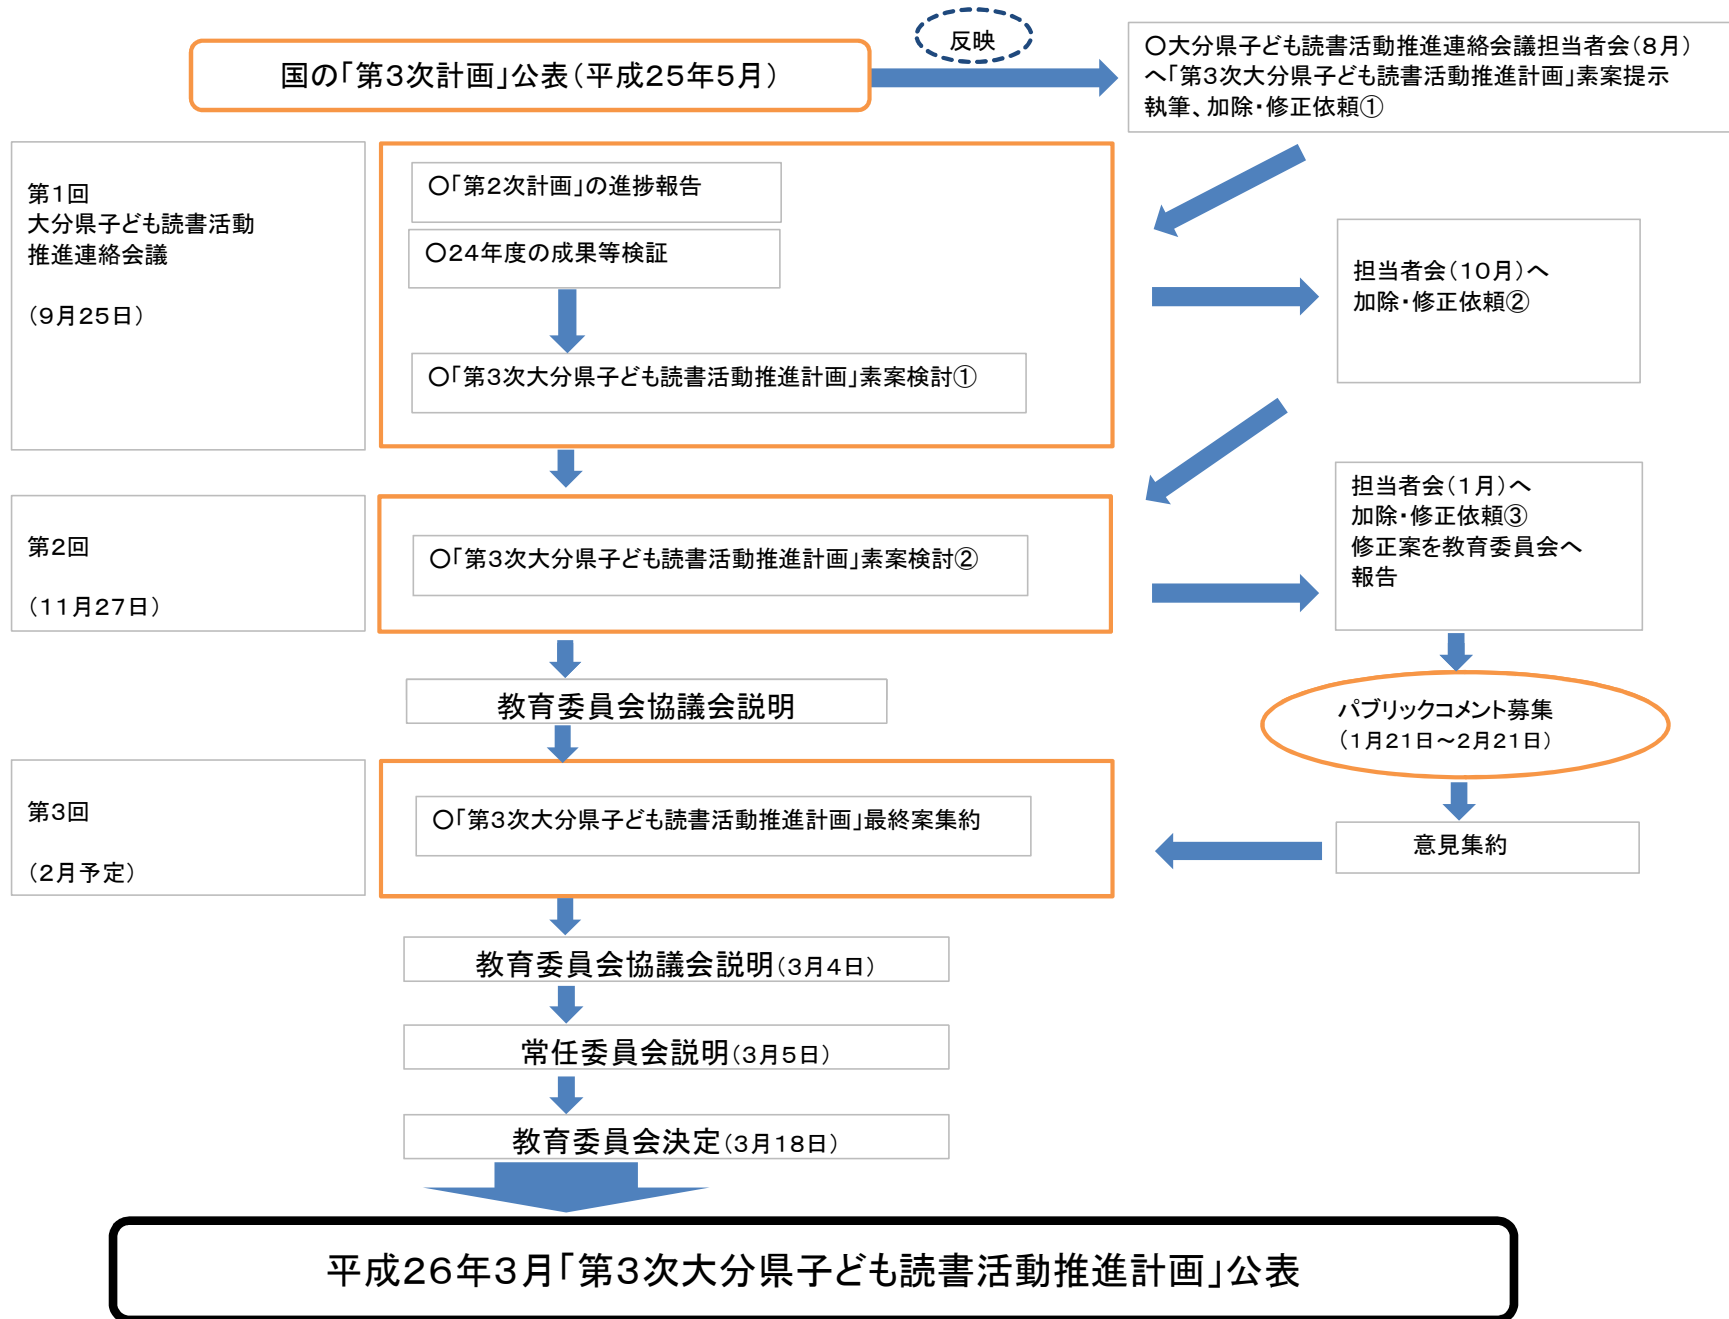 反映
国の「第3次計画」公表（平成25年5月）
○大分県子ども読書活動推進連絡会議担当者会（8月）
へ「第3次大分県子ども読書活動推進計画」素案提示
執筆、加除・修正依頼①
第1回
大分県子ども読書活動
推進連絡会議
（9月25日）
○「第2次計画」の進捗報告
○24年度の成果等検証
○「第3次大分県子ども読書活動推進計画」素案検討①
担当者会（10月）へ
加除・修正依頼②
第2回
（11月27日）
○「第3次大分県子ども読書活動推進計画」素案検討②
担当者会（1月）へ
加除・修正依頼③
修正案を教育委員会へ
報告
教育委員会協議会説明
パブリックコメント募集
（1月21日～2月21日）
第3回
（2月予定）
○「第3次大分県子ども読書活動推進計画」最終案集約
意見集約
教育委員会協議会説明（3月4日）
常任委員会説明（3月5日）
教育委員会決定（3月18日）
平成26年3月「第3次大分県子ども読書活動推進計画」公表